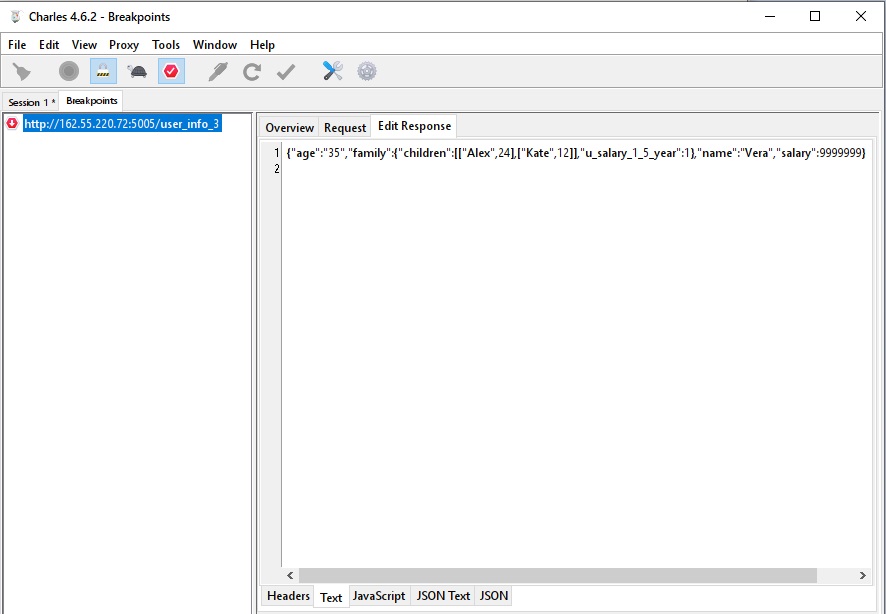 Charles 4.6.2 - Breakpoints
File Edit View Proxy Tools Window Help
Session 1 * Breakpoints
http://162.55.220.72:5005/user_info_3
Overview Request Edit Response
1 {"age":"35","family":{"children":[["Alex",24],["Kate",12]],"u_salary_1_5_year":1},"name":"Vera","salary":9999999}
2
Headers Text JavaScript JSON Text JSON